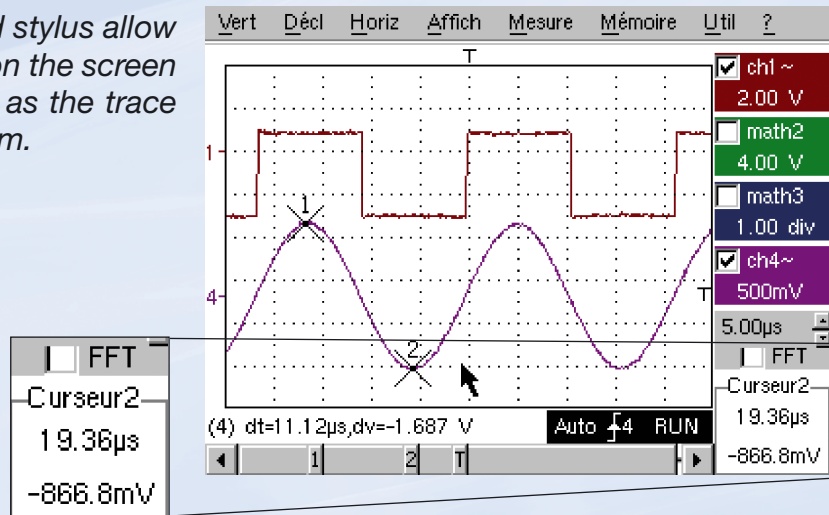 d stylus allow
on the screen
as the trace
m.
Vert Décl Horiz Affich Mesure Mémoire Util ?
T
ch1 ~
2.00 V
math2
4.00 V
math3
1.00 div
ch4~
500mV
5.00µs
FFT
Curseur2
19.36µs
-866.8mV
1
1
4
T
2
(4) dt=11.12µs,dv=-1.687 V Auto 4 RUN
1 2 T
FFT
Curseur2
19.36µs
-866.8mV